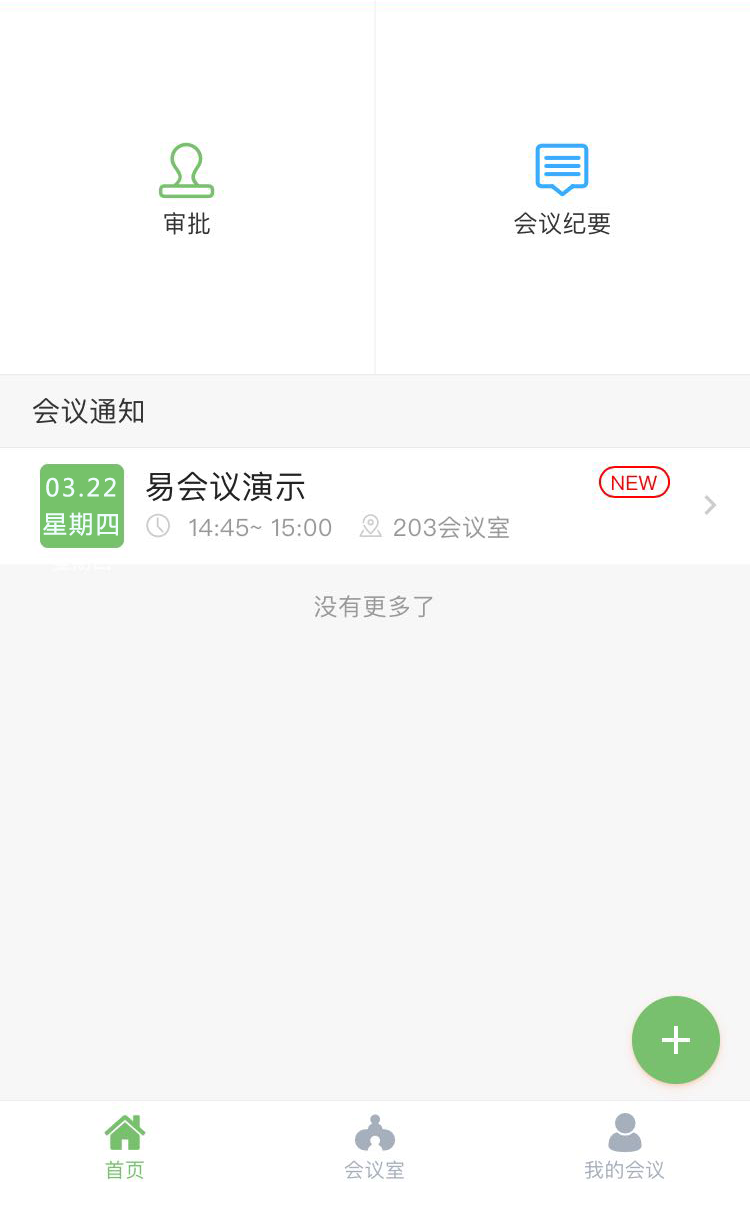 审批
会议纪要
会议通知
03.22
星期四
易会议演示
NEW
14:45~ 15:00
203会议室
没有更多了
首页
会议室
我的会议